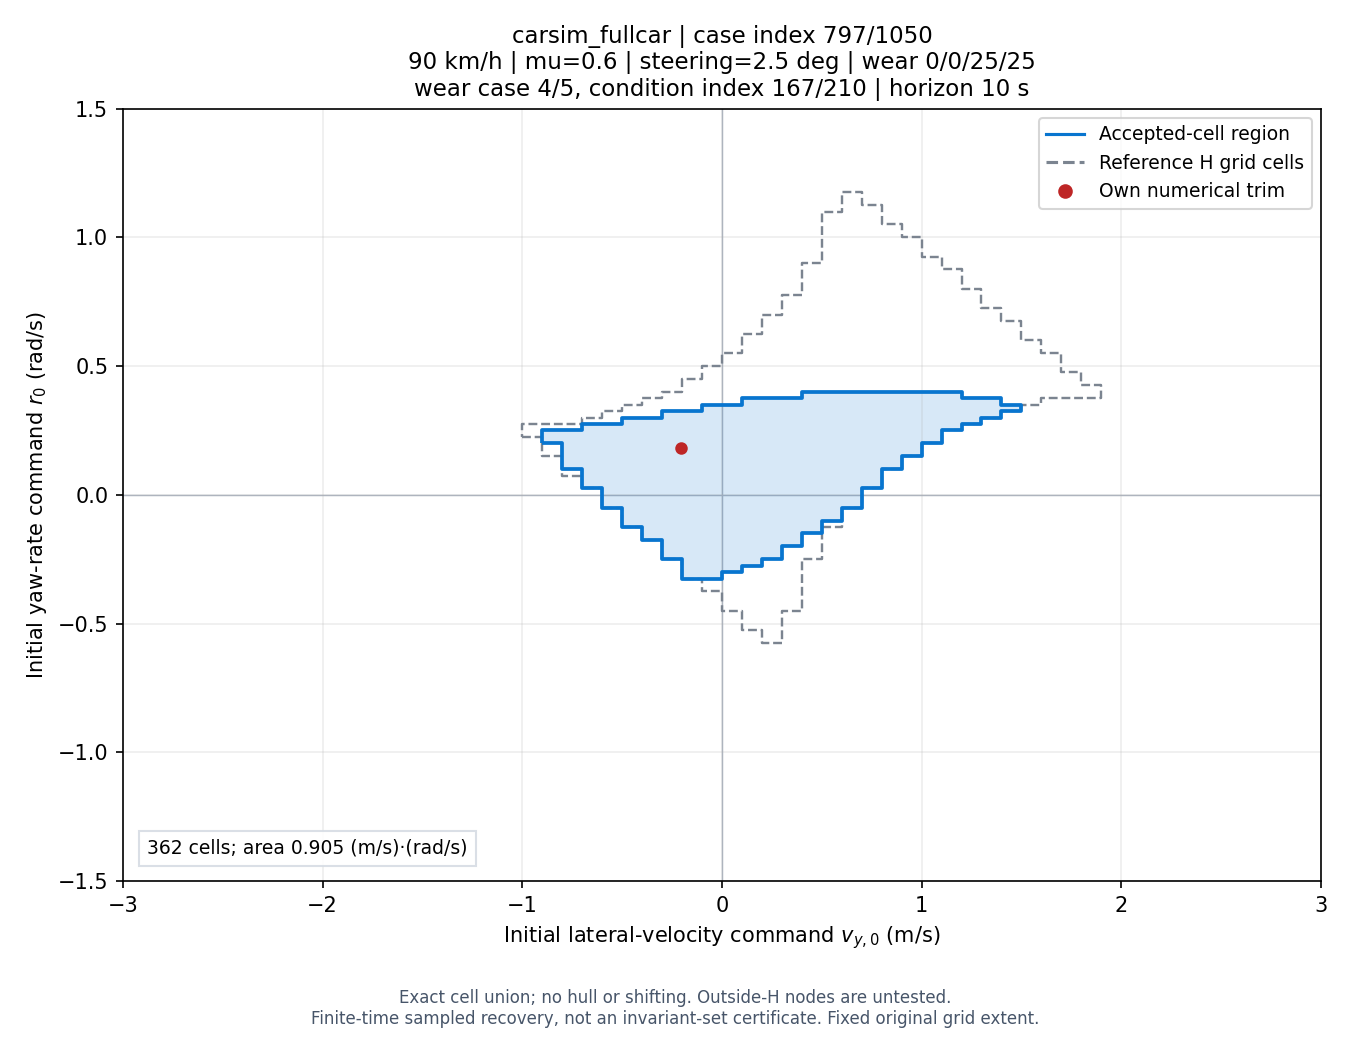 carsim_fullcar | case index 797/1050
90 km/h | mu=0.6 | steering=2.5 deg | wear 0/0/25/25
wear case 4/5, condition index 167/210 | horizon 10 s
Accepted-cell region
Reference H grid cells
Own numerical trim
1.5
1.0
0.5
0.0
−0.5
−1.0
−1.5
Initial yaw-rate command r₀ (rad/s)
362 cells; area 0.905 (m/s)·(rad/s)
−3
−2
−1
0
1
2
3
Initial lateral-velocity command v_{y,0} (m/s)
Exact cell union; no hull or shifting. Outside-H nodes are untested.
Finite-time sampled recovery, not an invariant-set certificate. Fixed original grid extent.